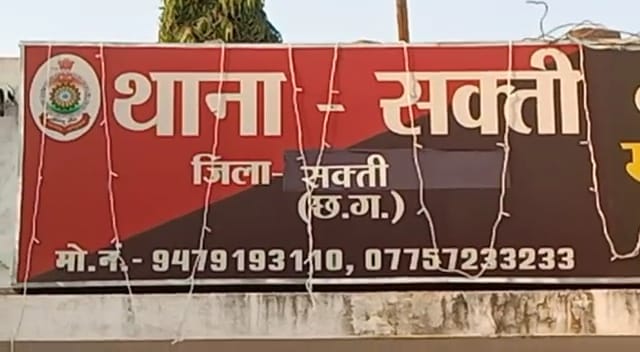 थाना - सक्ती
जिला- सक्ती
(छ.ग.)
मो.नं.- 9479193110, 07757233233